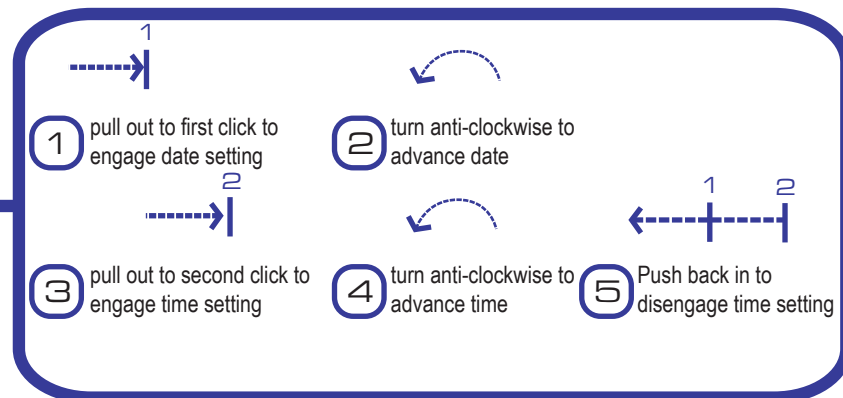 1
1 pull out to first click to
engage date setting
2 turn anti-clockwise to
advance date
2
3 pull out to second click to
engage time setting
4 turn anti-clockwise to
advance time
1 2
5 Push back in to
disengage time setting